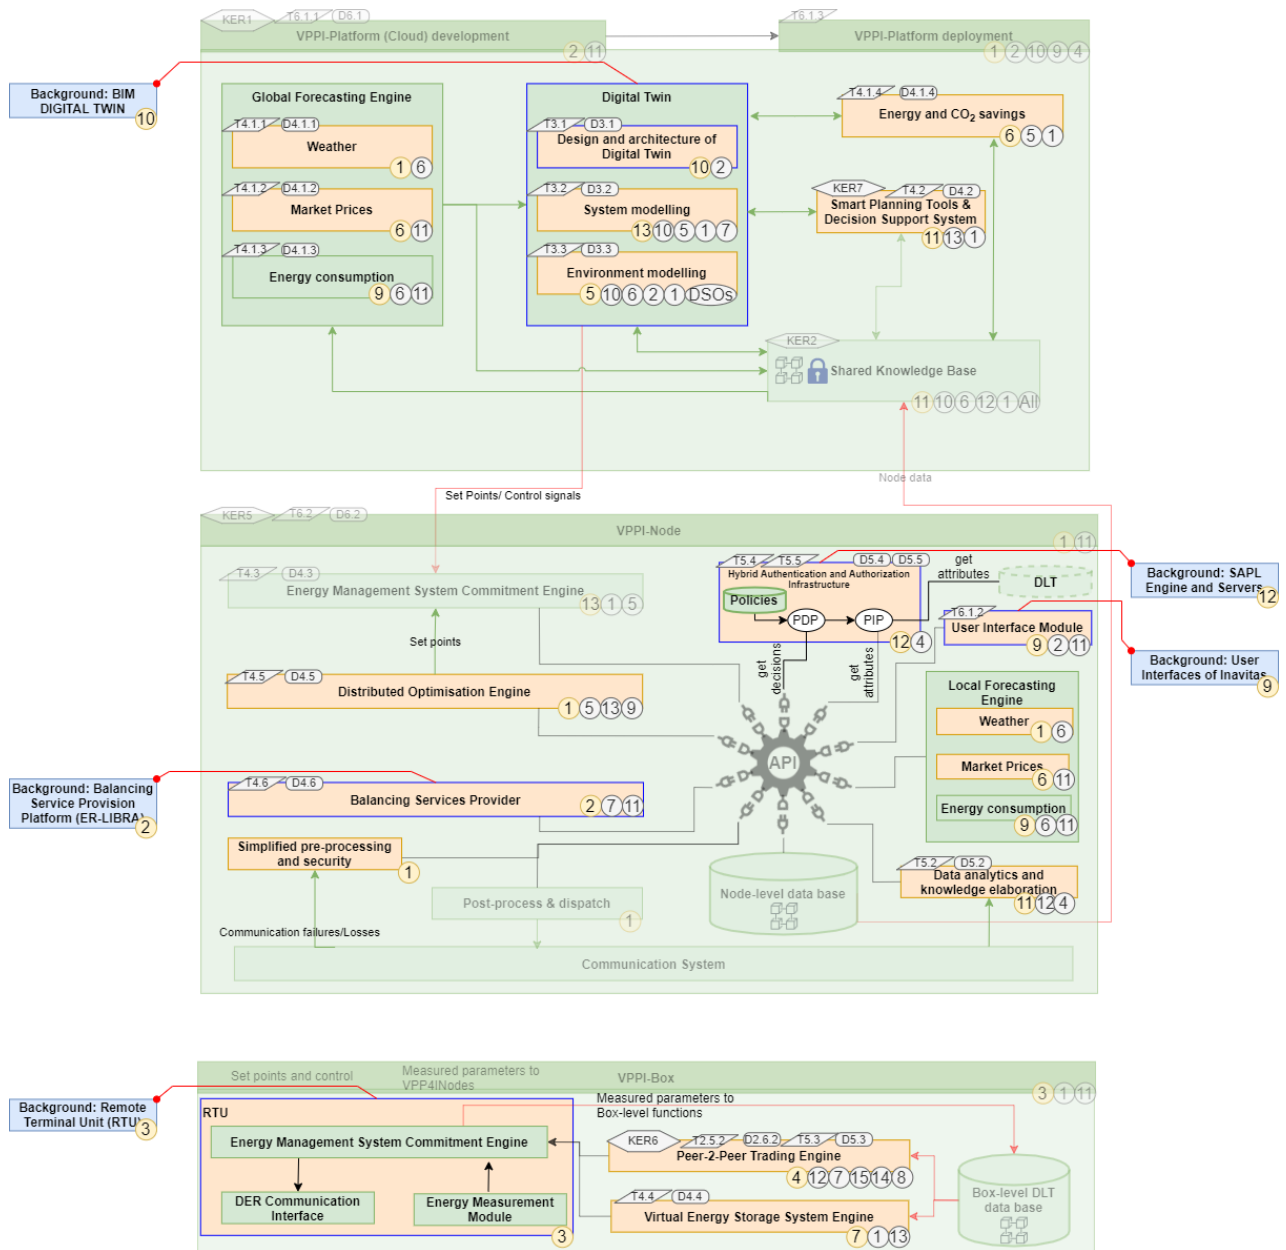 KER1
T6.1.1
D6.1
VPPI-Platform (Cloud) development
2 11
T6.1.3
VPPI-Platform deployment
1 2 10 9 4
Background: BIM
DIGITAL TWIN
10
Global Forecasting Engine
T4.1.1
D4.1.1
Weather
1 6
T4.1.2
D4.1.2
Market Prices
6 11
T4.1.3
D4.1.3
Energy consumption
9 6 11
Digital Twin
T3.1
D3.1
Design and architecture of
Digital Twin
10 2
T3.2
D3.2
System modelling
13 10 5 1 7
T3.3
D3.3
Environment modelling
5 10 6 2 1 DSOs
T4.1.4
D4.1.4
Energy and CO₂ savings
6 5 1
KER7
T4.2
D4.2
Smart Planning Tools &
Decision Support System
11 13 1
KER2
Shared Knowledge Base
11 10 6 12 1 All
Node data
Set Points/ Control signals
KER5
T6.2
D6.2
VPPI-Node
1 11
T4.3
D4.3
Energy Management System Commitment Engine
13 1 5
Set points
T4.5
D4.5
Distributed Optimisation Engine
1 5 13 9
T5.4
T5.5
D5.4
D5.5
Hybrid Authentication and Authorization
Infrastructure
Policies
PDP
PIP
12 4
get
attributes
DLT
get
decisions
get
attributes
Background: SAPL
Engine and Servers
12
T6.1.2
User Interface Module
9 2 11
Background: User
Interfaces of Inavitas
9
Local Forecasting
Engine
Weather
1 6
Market Prices
6 11
Energy consumption
9 6 11
API
Background: Balancing
Service Provision
Platform (ER-LIBRA)
2
T4.6
D4.6
Balancing Services Provider
2 7 11
Simplified pre-processing
and security
1
Post-process & dispatch
1
Node-level data base
T5.2
D5.2
Data analytics and
knowledge elaboration
11 12 4
Communication failures/Losses
Communication System
Set points and control
Measured parameters to
VPP4INodes
VPPI-Box
3 1 11
Background: Remote
Terminal Unit (RTU)
3
RTU
Energy Management System Commitment Engine
DER Communication
Interface
Energy Measurement
Module
3
Measured parameters to
Box-level functions
KER6
T2.5.2
D2.6.2
T5.3
D5.3
Peer-2-Peer Trading Engine
4 12 7 15 14 8
T4.4
D4.4
Virtual Energy Storage System Engine
7 1 13
Box-level DLT
data base